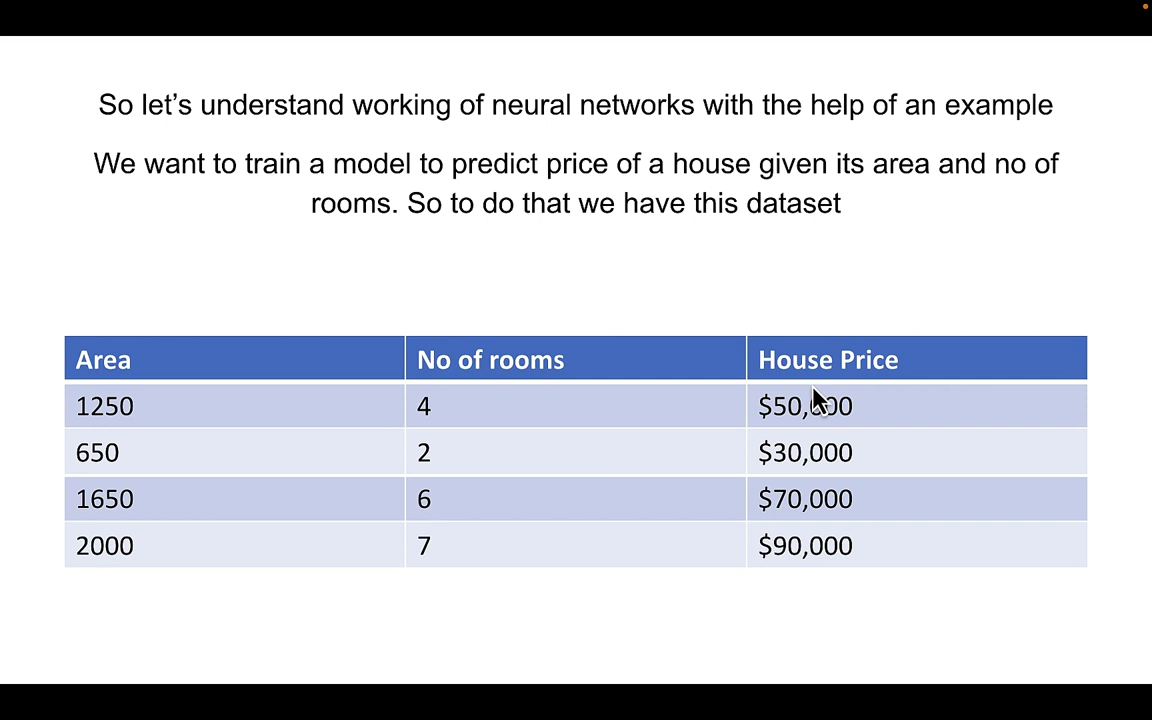 So let's understand working of neural networks with the help of an example
We want to train a model to predict price of a house given its area and no of
rooms. So to do that we have this dataset
Area No of rooms House Price
1250 4 $50,000
650 2 $30,000
1650 6 $70,000
2000 7 $90,000